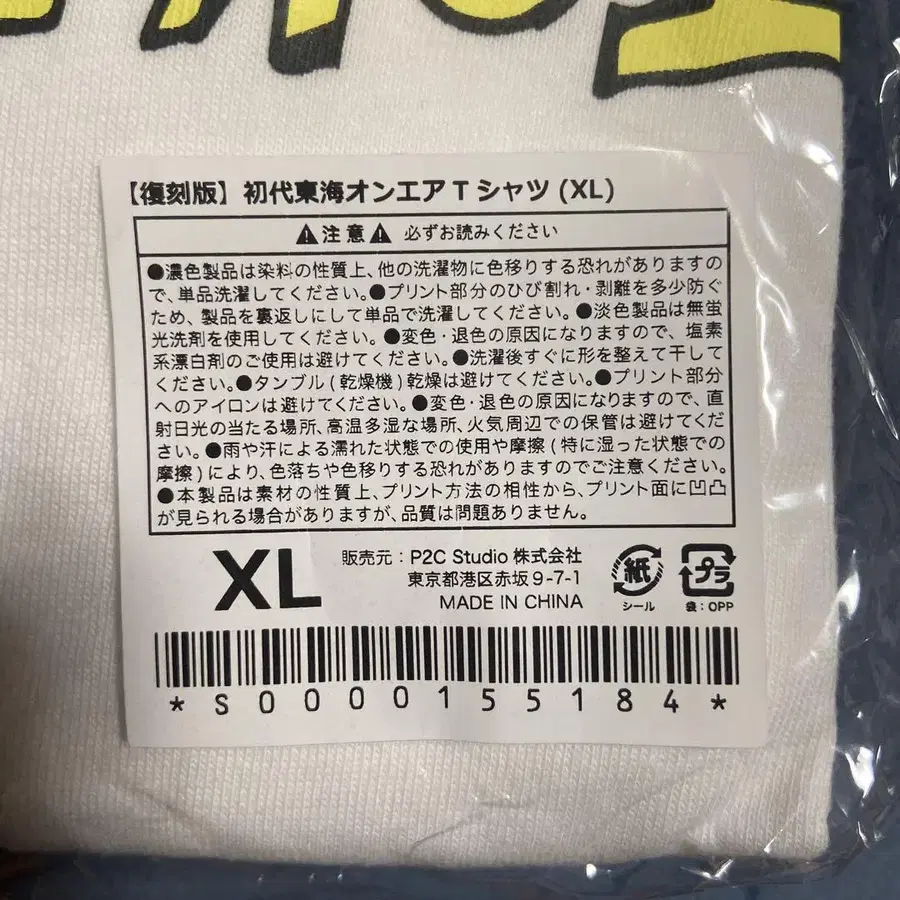 【復刻版】初代東海オンエアTシャツ(XL)
⚠注意⚠ 必ずお読みください
●濃色製品は染料の性質上、他の洗濯物に色移りする恐れがありますの
で、単品洗濯してください。●プリント部分のひび割れ・剥離を多少防ぐ
ため、製品を裏返しにして単品で洗濯してください。●淡色製品は無蛍
光洗剤を使用してください。●変色・退色の原因になりますので、塩素
系漂白剤のご使用は避けてください。●洗濯後すぐに形を整えて干して
ください。●タンブル(乾燥機)乾燥は避けてください。●プリント部分
へのアイロンは避けてください。●変色・退色の原因になりますので、直
射日光の当たる場所、高温多湿な場所、火気周辺での保管は避けてくだ
さい。●雨や汗による濡れた状態での使用や摩擦(特に湿った状態での
摩擦)により、色落ちや色移りする恐れがありますのでご注意ください。
●本製品は素材の性質上、プリント方法の相性から、プリント面に凹凸
が見られる場合がありますが、品質は問題ありません。
XL
販売元：P2C Studio株式会社
東京都港区赤坂9-7-1
MADE IN CHINA
紙
シール
プラ
袋：OPP
*S0000155184*